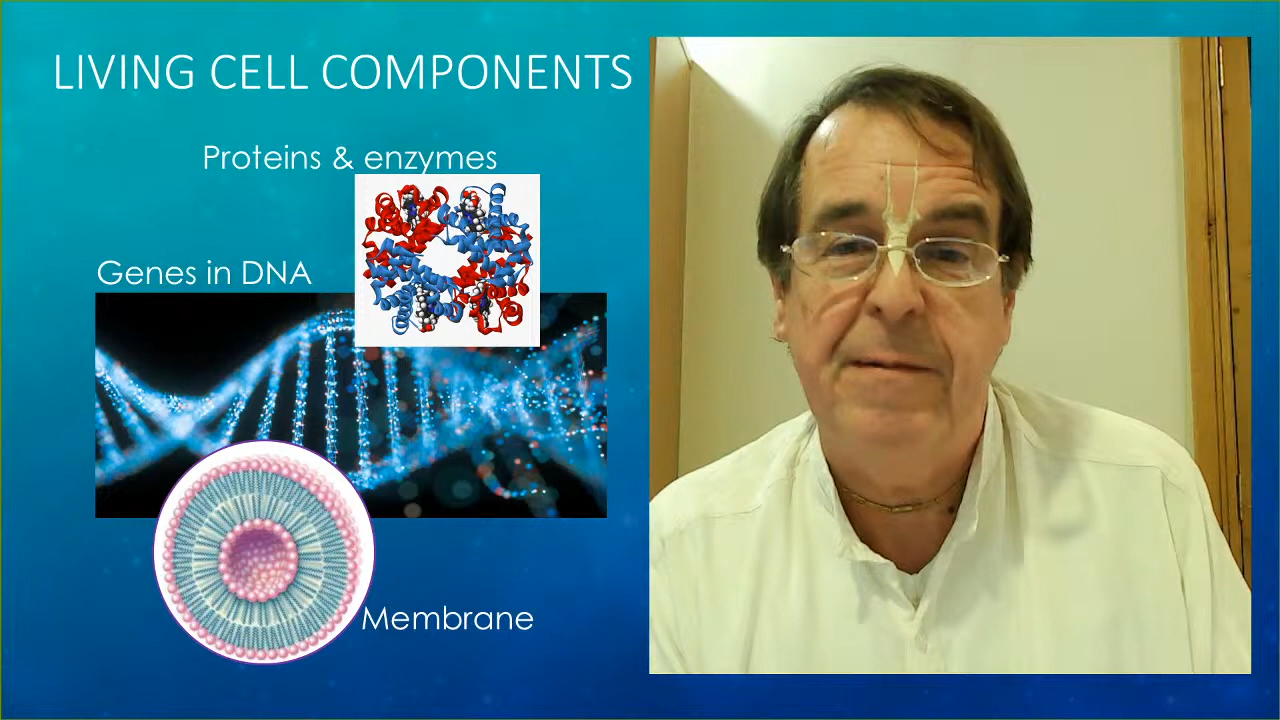 LIVING CELL COMPONENTS
Proteins & enzymes
Genes in DNA
Membrane